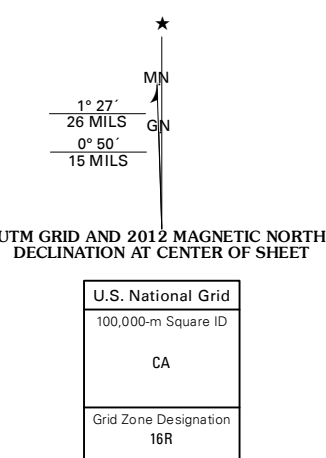 ★
MN
1° 27´
26 MILS
GN
0° 50´
15 MILS
UTM GRID AND 2012 MAGNETIC NORTH
DECLINATION AT CENTER OF SHEET
U.S. National Grid
100,000-m Square ID
CA
Grid Zone Designation
16R